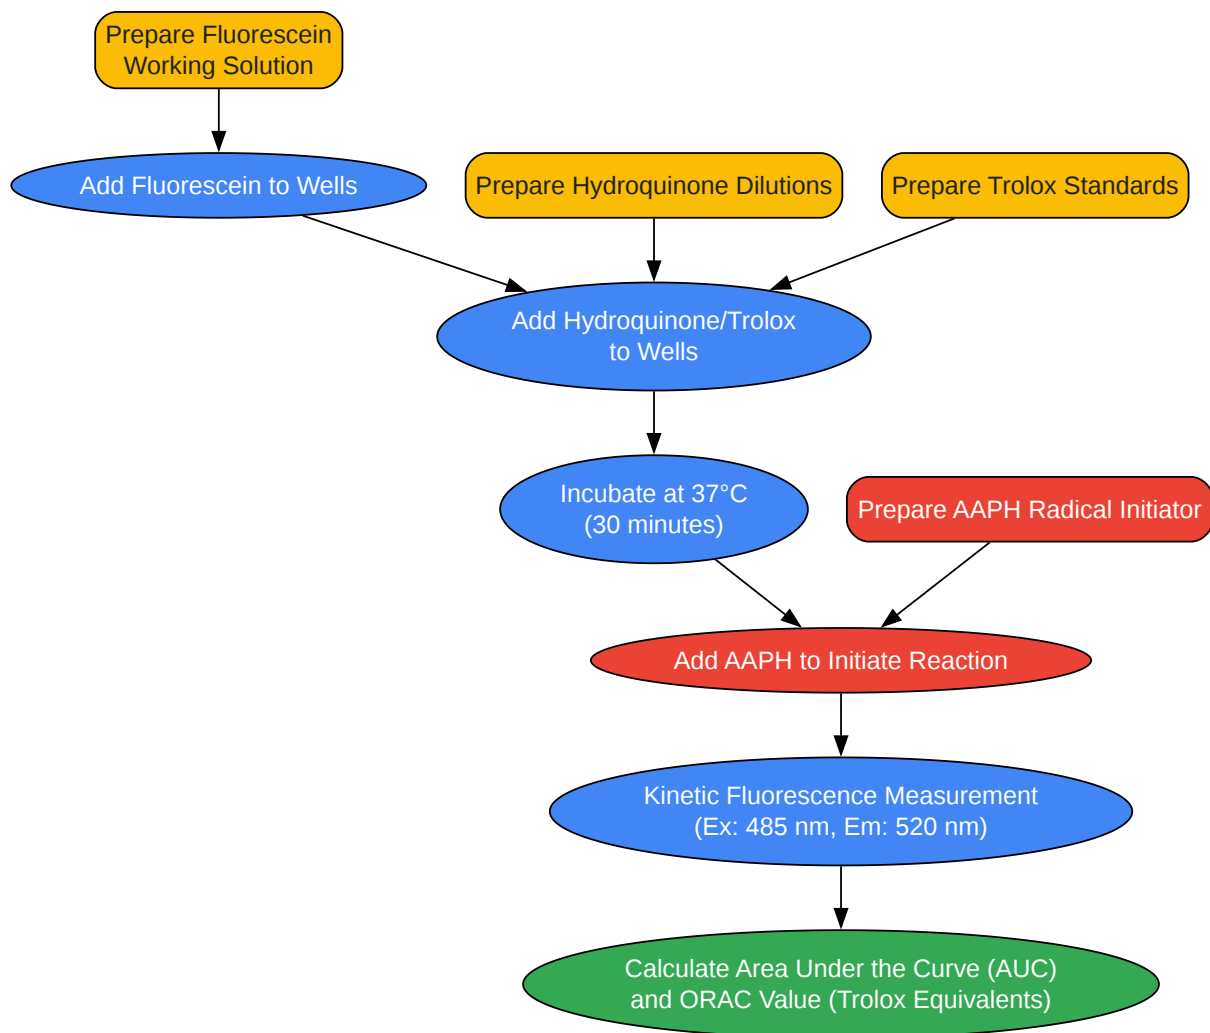 Prepare Fluorescein
Working Solution
Add Fluorescein to Wells
Prepare Hydroquinone Dilutions
Prepare Trolox Standards
Add Hydroquinone/Trolox
to Wells
Incubate at 37°C
(30 minutes)
Prepare AAPH Radical Initiator
Add AAPH to Initiate Reaction
Kinetic Fluorescence Measurement
(Ex: 485 nm, Em: 520 nm)
Calculate Area Under the Curve (AUC)
and ORAC Value (Trolox Equivalents)